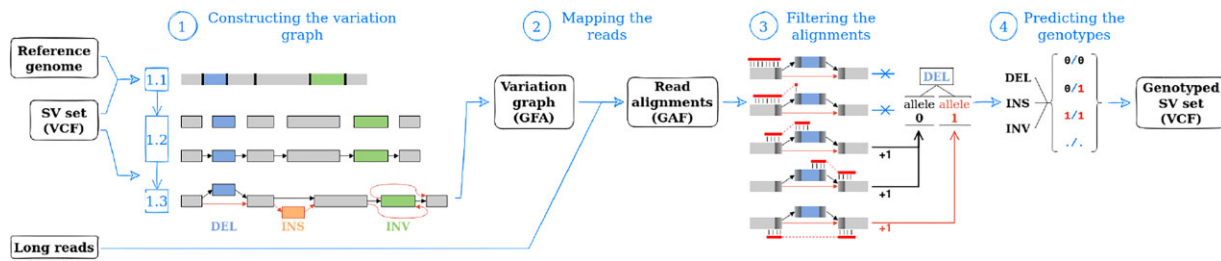 1 Constructing the variation
graph
2 Mapping the
reads
3 Filtering the
alignments
4 Predicting the
genotypes
Reference
genome
SV set
(VCF)
Long reads
1.1
1.2
1.3
DEL
INS
INV
Variation
graph
(GFA)
Read
alignments
(GAF)
+1
+1
+1
DEL
allele allele
0 1
DEL
INS
INV
0/0
0/1
1/1
./.
Genotyped
SV set
(VCF)